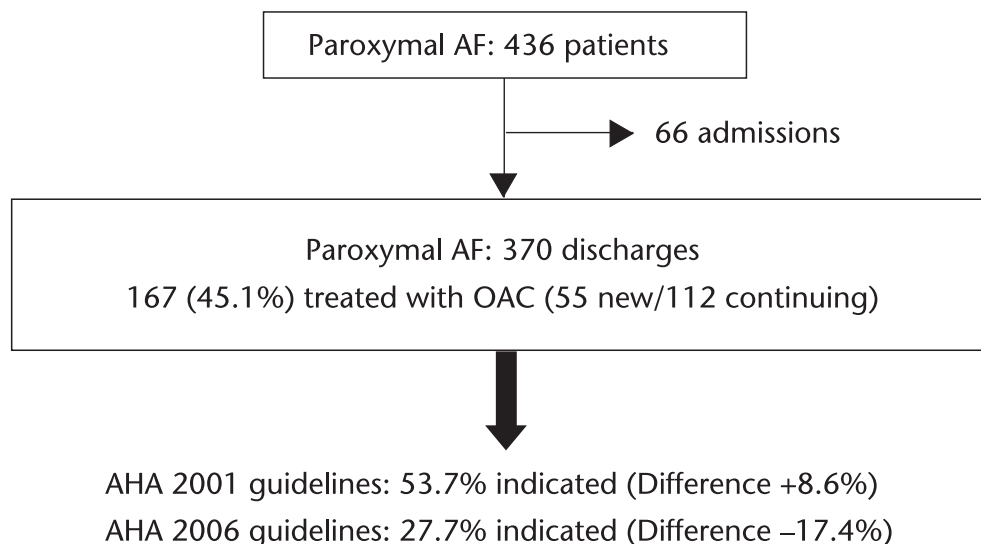 Paroxymal AF: 436 patients
66 admissions
Paroxymal AF: 370 discharges
167 (45.1%) treated with OAC (55 new/112 continuing)
AHA 2001 guidelines: 53.7% indicated (Difference +8.6%)
AHA 2006 guidelines: 27.7% indicated (Difference –17.4%)